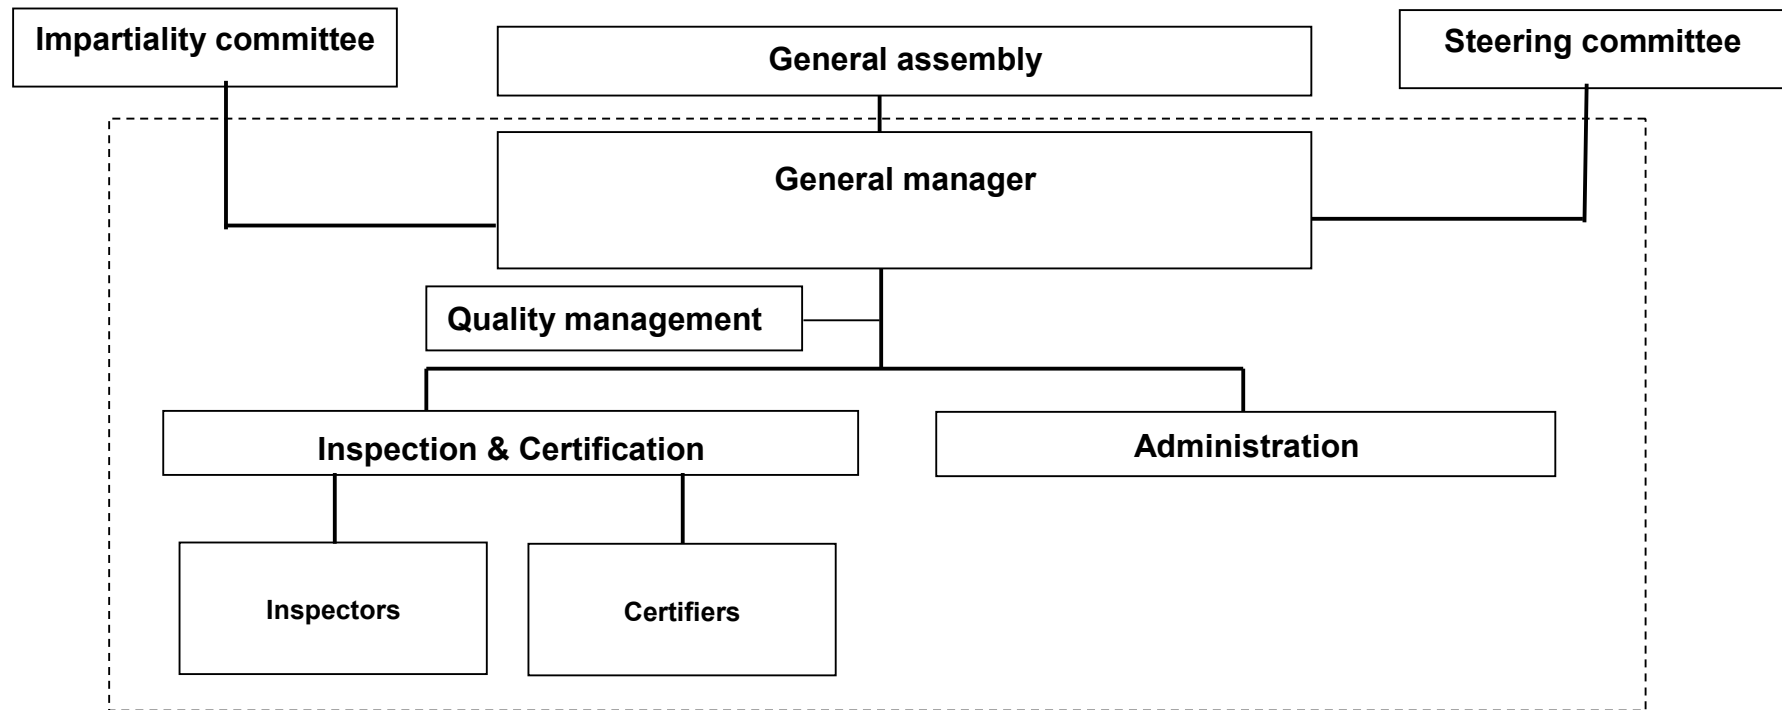 Impartiality committee
General assembly
Steering committee
General manager
Quality management
Inspection & Certification
Administration
Inspectors
Certifiers